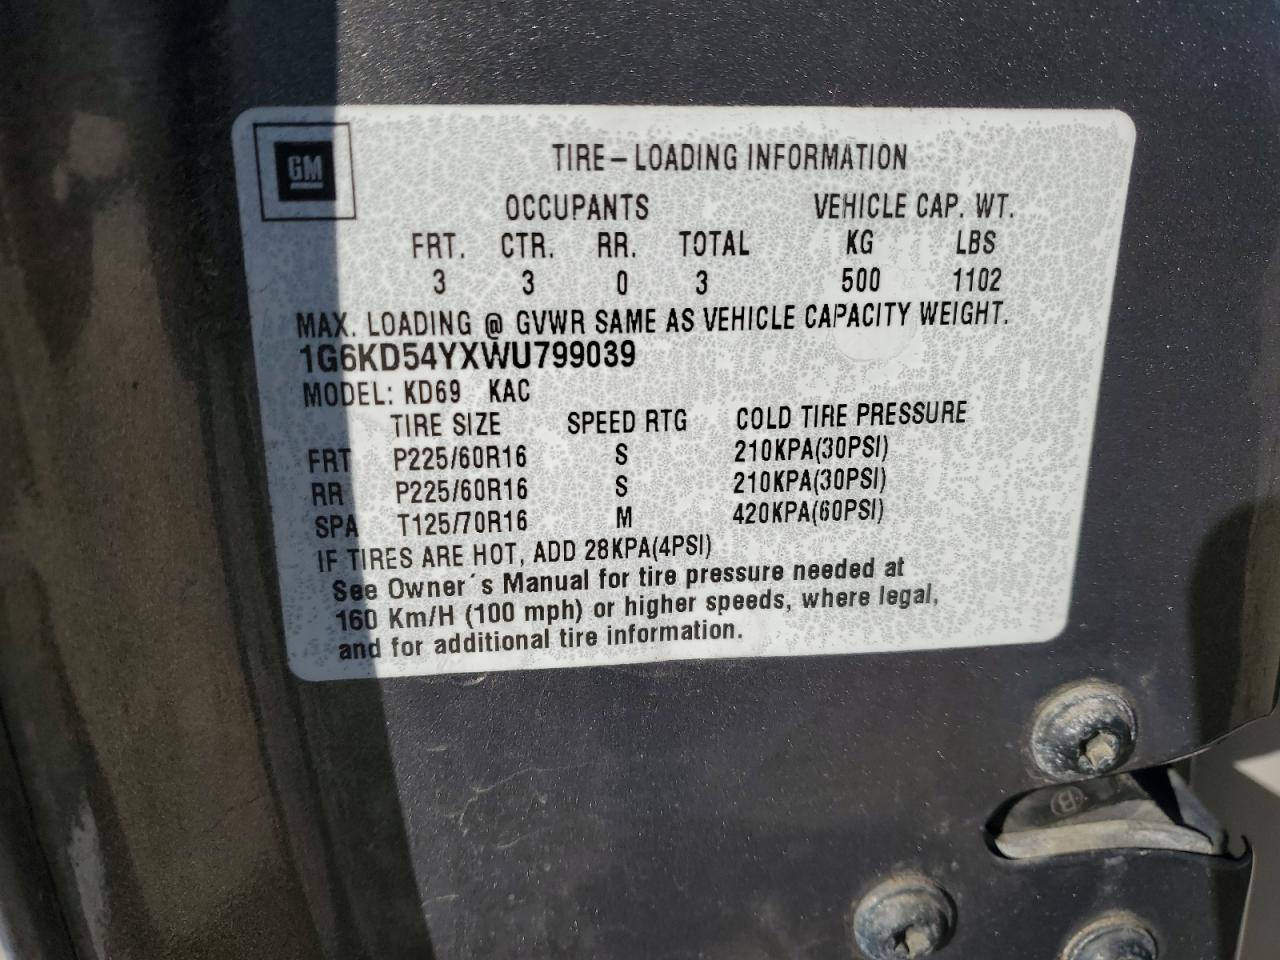 GM
TIRE-LOADING INFORMATION
OCCUPANTS VEHICLE CAP. WT.
FRT. CTR. RR. TOTAL KG LBS
3 3 0 3 500 1102
MAX. LOADING @ GVWR SAME AS VEHICLE CAPACITY WEIGHT.
1G6KD54YXWU799039
MODEL: KD69 KAC
TIRE SIZE SPEED RTG COLD TIRE PRESSURE
FRT P225/60R16 S 210KPA(30PSI)
RR P225/60R16 S 210KPA(30PSI)
SPA T125/70R16 M 420KPA(60PSI)
IF TIRES ARE HOT, ADD 28KPA(4PSI)
See Owner´s Manual for tire pressure needed at
160 Km/H (100 mph) or higher speeds, where legal,
and for additional tire information.